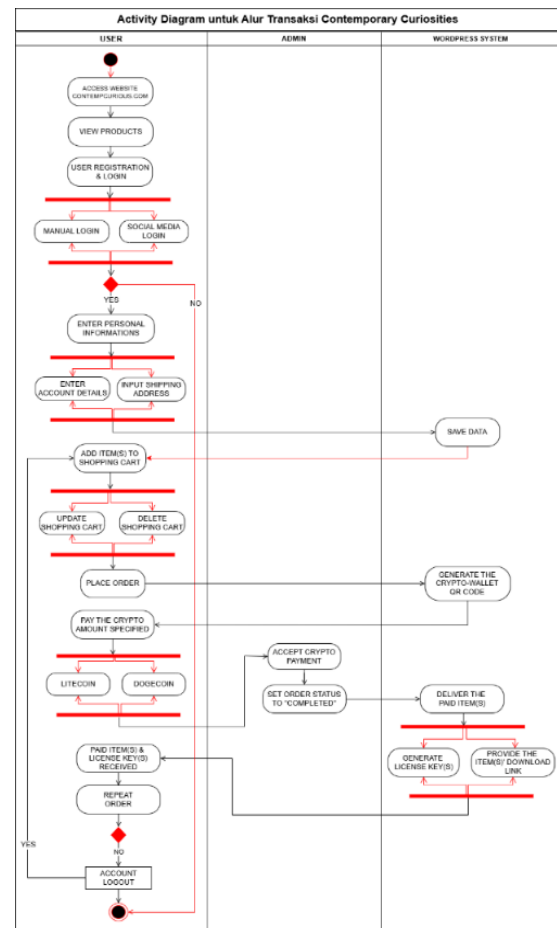 Activity Diagram untuk Alur Transaksi Contemporary Curiosities
USER
ADMIN
WORDPRESS SYSTEM
ACCESS WEBSITE
CONTEMPCURIOUS.COM
VIEW PRODUCTS
USER REGISTRATION
& LOGIN
MANUAL LOGIN
SOCIAL MEDIA
LOGIN
YES
NO
ENTER PERSONAL
INFORMATIONS
ENTER
ACCOUNT DETAILS
INPUT SHIPPING
ADDRESS
SAVE DATA
ADD ITEM(S) TO
SHOPPING CART
UPDATE
SHOPPING CART
DELETE
SHOPPING CART
PLACE ORDER
GENERATE THE
CRYPTO-WALLET
QR CODE
PAY THE CRYPTO
AMOUNT SPECIFIED
ACCEPT CRYPTO
PAYMENT
LITECOIN
DOGECOIN
SET ORDER STATUS
TO "COMPLETED"
DELIVER THE
PAID ITEM(S)
PAID ITEM(S) &
LICENSE KEY(S)
RECEIVED
GENERATE
LICENSE KEY(S)
PROVIDE THE
ITEM(S)' DOWNLOAD
LINK
REPEAT
ORDER
YES
NO
ACCOUNT
LOGOUT